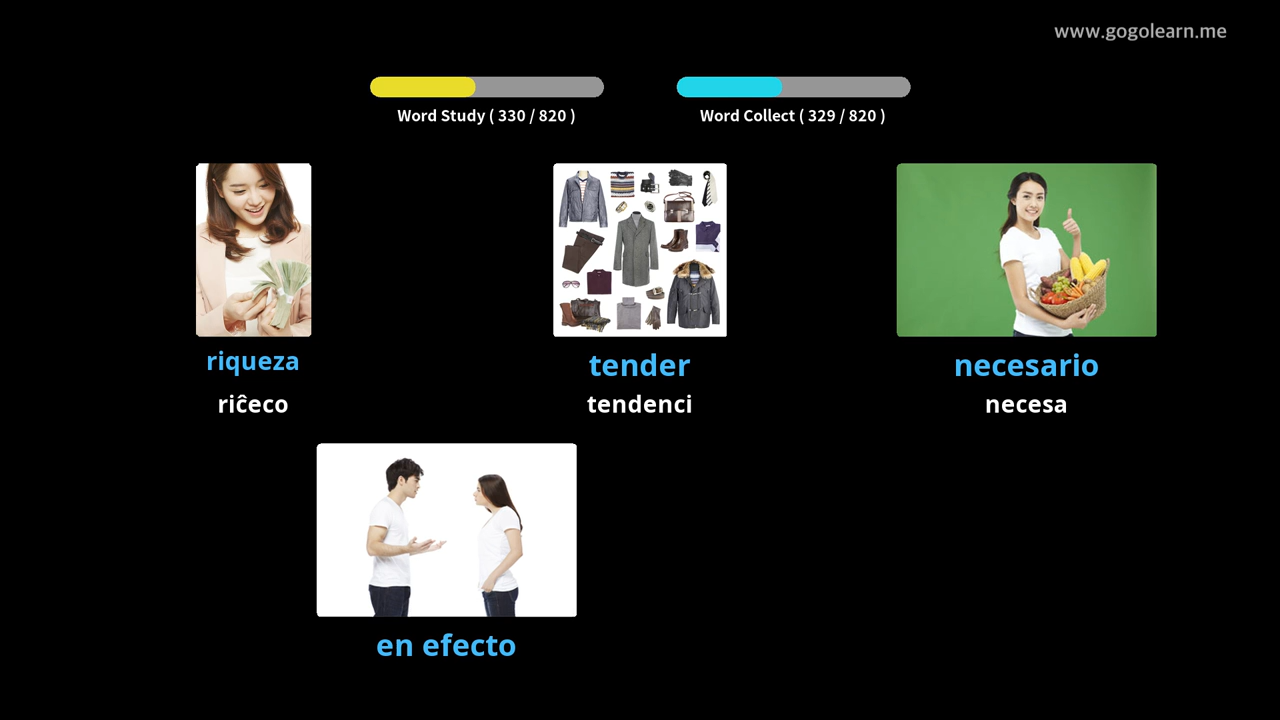 www.gogolearn.me
Word Study ( 330 / 820 )
Word Collect ( 329 / 820 )
riqueza
riĉeco
tender
tendenci
necesario
necesa
en efecto